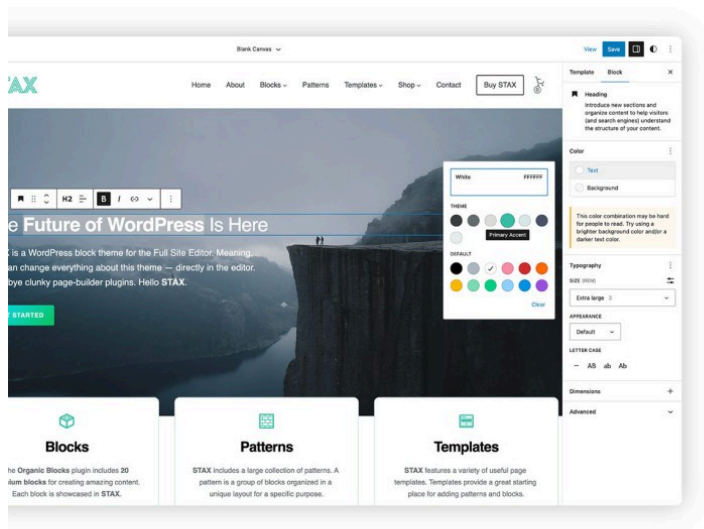 Blank Canvas
View Save
STAX
Home About Blocks Patterns Templates Shop Contact Buy STAX
Template Block
Heading
Introduce new sections and
organize content to help visitors
(and search engines) understand
the structure of your content.
Color
Text
Background
This color combination may be hard
for people to read. Try using a
brighter background color and/or a
darker text color.
Typography
SIZE (REM)
Extra large 3
APPEARANCE
Default
LETTER CASE
– AB ab Ab
Dimensions
Advanced
White FFFFFF
THEME
Primary Accent
DEFAULT
Clear
H2 B I
e Future of WordPress Is Here
X is a WordPress block theme for the Full Site Editor. Meaning,
an change everything about this theme — directly in the editor.
bye clunky page-builder plugins. Hello STAX.
T STARTED
Blocks
he Organic Blocks plugin includes 20
ium blocks for creating amazing content.
Each block is showcased in STAX.
Patterns
STAX includes a large collection of patterns. A
pattern is a group of blocks organized in a
unique layout for a specific purpose.
Templates
STAX features a variety of useful page
templates. Templates provide a great starting
place for adding patterns and blocks.